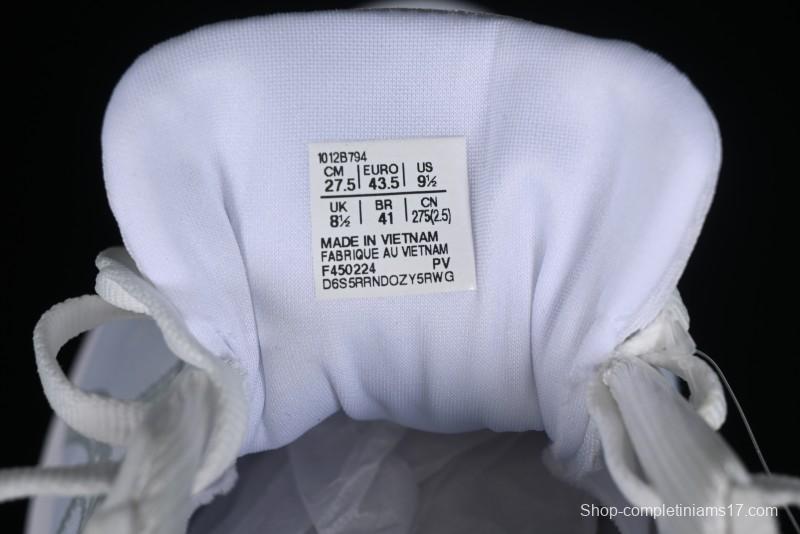 1012B794
CM EURO US
27.5 43.5 9½
UK BR CN
8½ 41 275(2.5)
MADE IN VIETNAM
FABRIQUE AU VIETNAM
F450224 PV
D6S5RRNDOZY5RWG
Shop-completiniams17.com